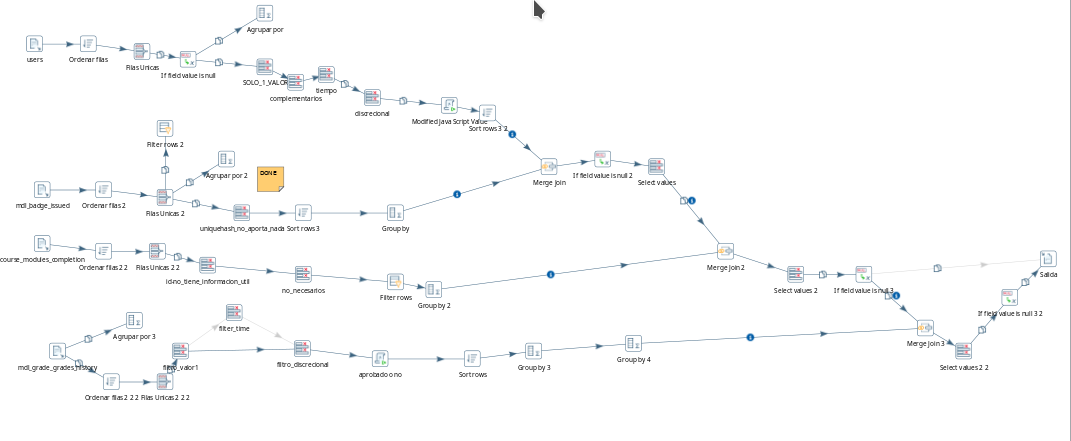 Agrupar por
users
Ordenar filas
Filas Unicas
If field value is null
SOLO_1_VALOR
complementarios
tiempo
discrecional
Modified Java Script Value
Sort rows 3 2
Filter rows 2
Agrupar por 2
DONE
Merge Join
If field value is null 2
Select values
mdl_badge_issued
Ordenar filas 2
Filas Unicas 2
uniquehash_no_aporta_nada
Sort rows 3
Group by
course_modules_completion
Ordenar filas 2 2
Filas Unicas 2 2
id-no_tiene_informacion_util
no_necesarios
Filter rows
Group by 2
Merge Join 2
Select values 2
If field value is null 3
Salida
If field value is null 3 2
filter_time
Agrupar por 3
mdl_grade_grades_history
filtro_valor1
filtro_discrecional
aprobado o no
Sort rows
Group by 3
Group by 4
Merge Join 3
Select values 2 2
Ordenar filas 2 2 2
Filas Unicas 2 2 2